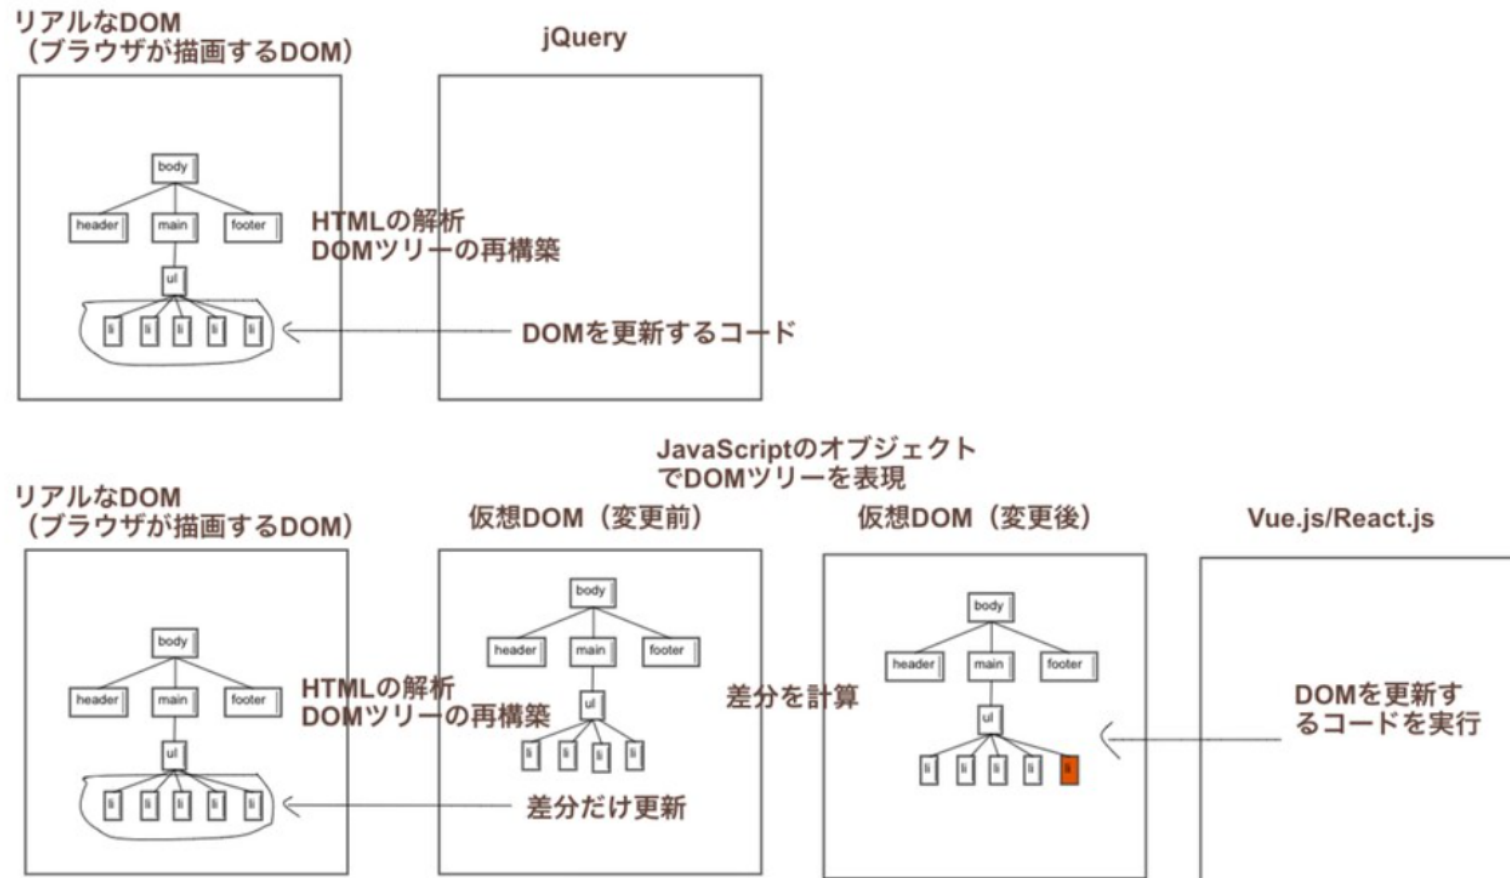 リアルなDOM
（ブラウザが描画するDOM）
jQuery
body
header
main
footer
ul
li
li
li
li
li
HTMLの解析
DOMツリーの再構築
DOMを更新するコード
JavaScriptのオブジェクト
でDOMツリーを表現
リアルなDOM
（ブラウザが描画するDOM）
仮想DOM（変更前）
仮想DOM（変更後）
Vue.js/React.js
body
header
main
footer
ul
li
li
li
li
li
HTMLの解析
DOMツリーの再構築
body
header
main
footer
ul
li
li
li
li
差分だけ更新
差分を計算
body
header
main
footer
ul
li
li
li
li
li
DOMを更新す
るコードを実行